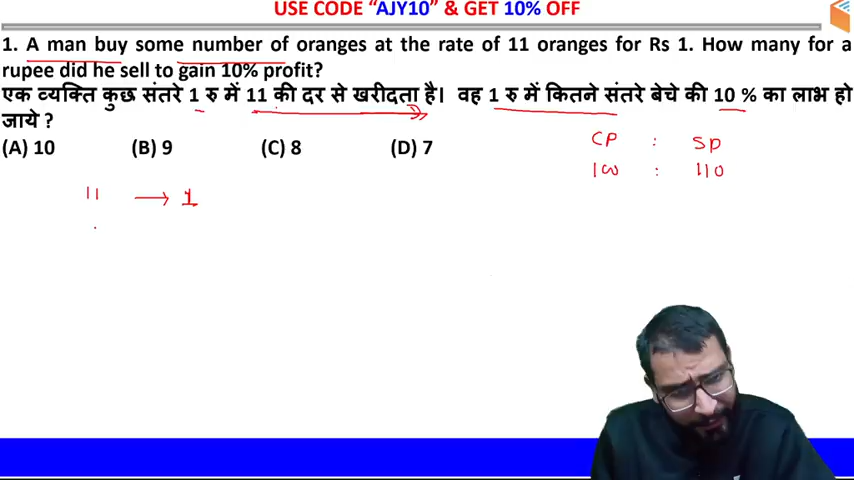 USE CODE "AJY10" & GET 10% OFF
1. A man buy some number of oranges at the rate of 11 oranges for Rs 1. How many for a
rupee did he sell to gain 10% profit?
एक व्यक्ति कुछ संतरे 1 रु में 11 की दर से खरीदता है। वह 1 रु में कितने संतरे बेचे की 10 % का लाभ हो
जाये ?
(A) 10 (B) 9 (C) 8 (D) 7
CP : SP
100 : 110
11 → 1